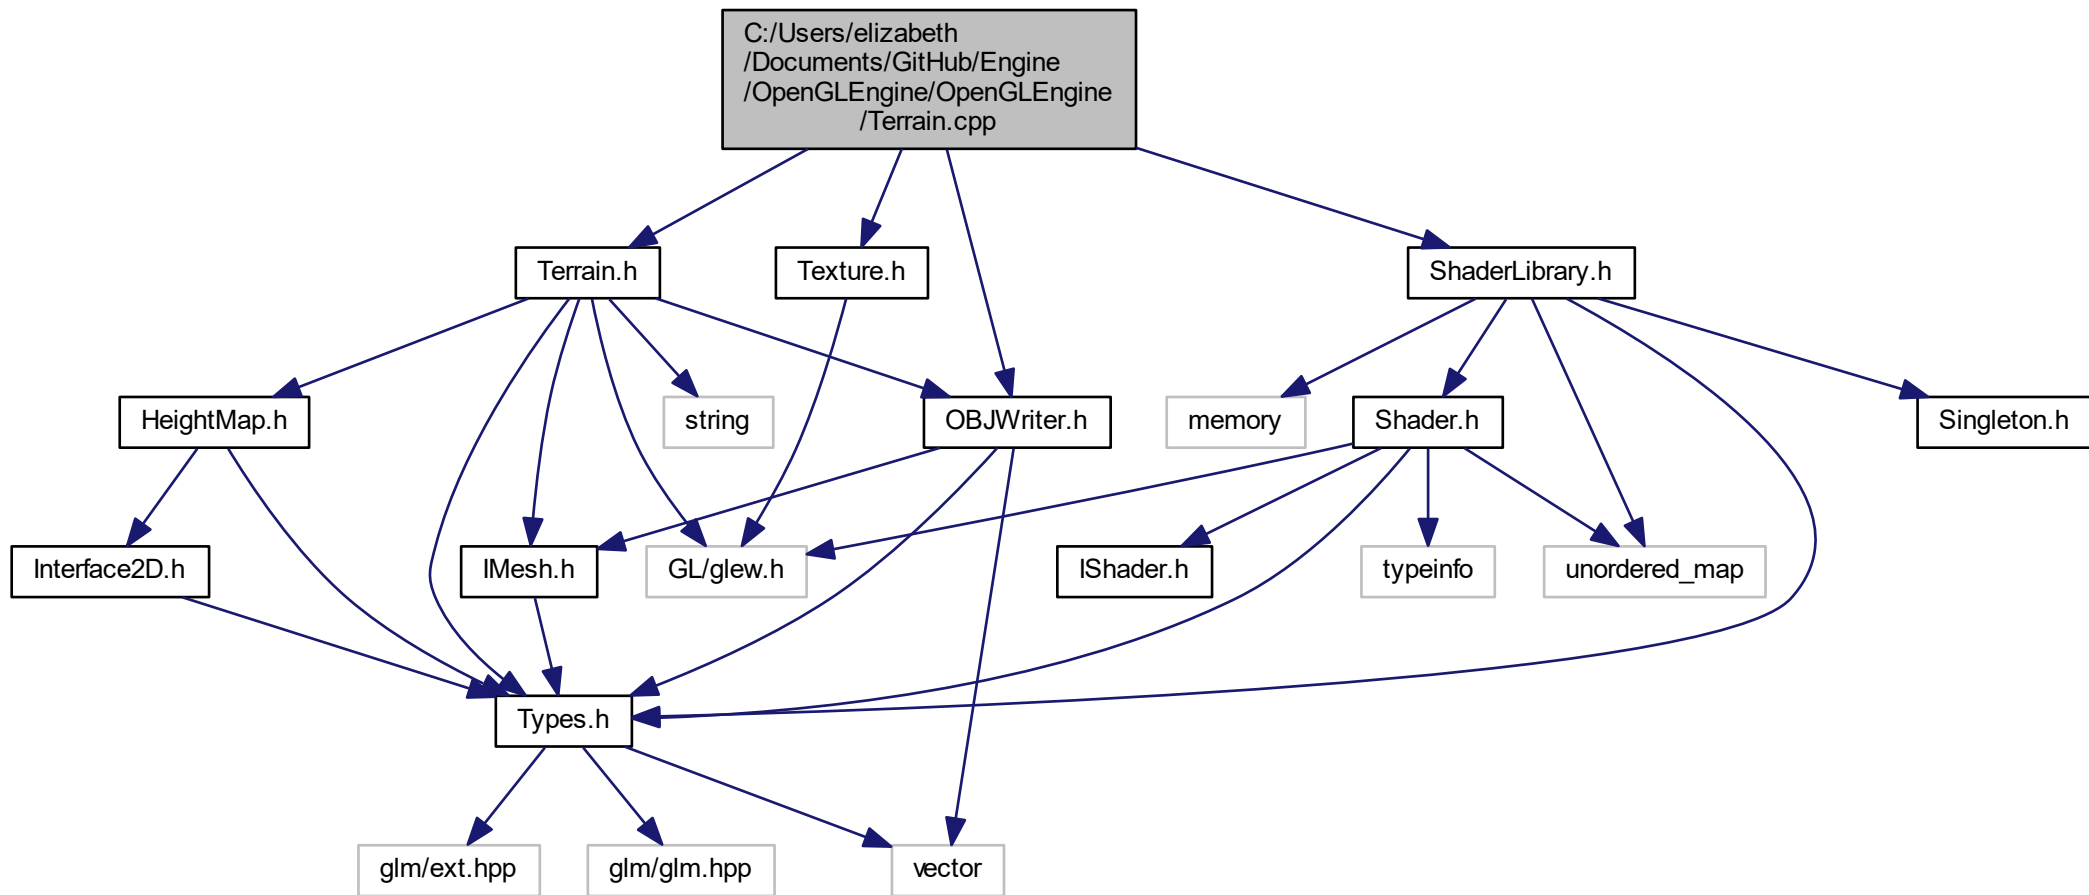 C:/Users/elizabeth
/Documents/GitHub/Engine
/OpenGLEngine/OpenGLEngine
/Terrain.cpp
Terrain.h
Texture.h
ShaderLibrary.h
HeightMap.h
string
OBJWriter.h
memory
Shader.h
Singleton.h
Interface2D.h
IMesh.h
GL/glew.h
IShader.h
typeinfo
unordered_map
Types.h
glm/ext.hpp
glm/glm.hpp
vector